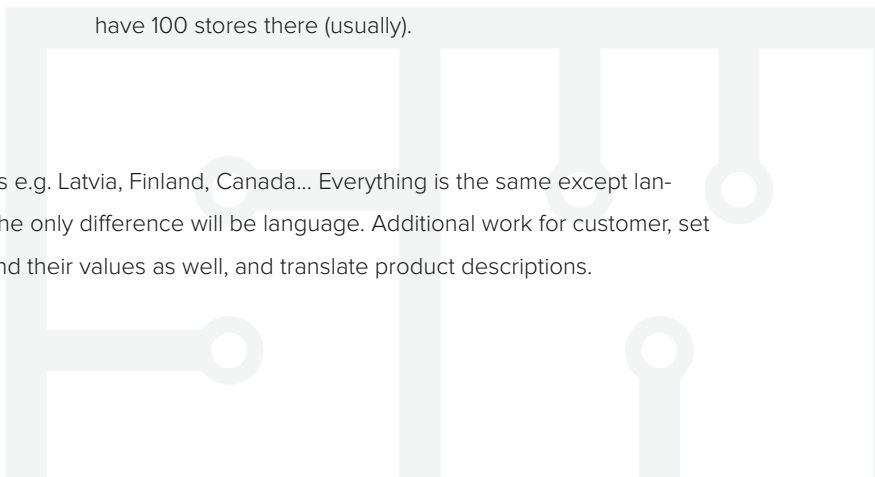 have 100 stores there (usually).
s e.g. Latvia, Finland, Canada... Everything is the same except lan-
he only difference will be language. Additional work for customer, set
nd their values as well, and translate product descriptions.